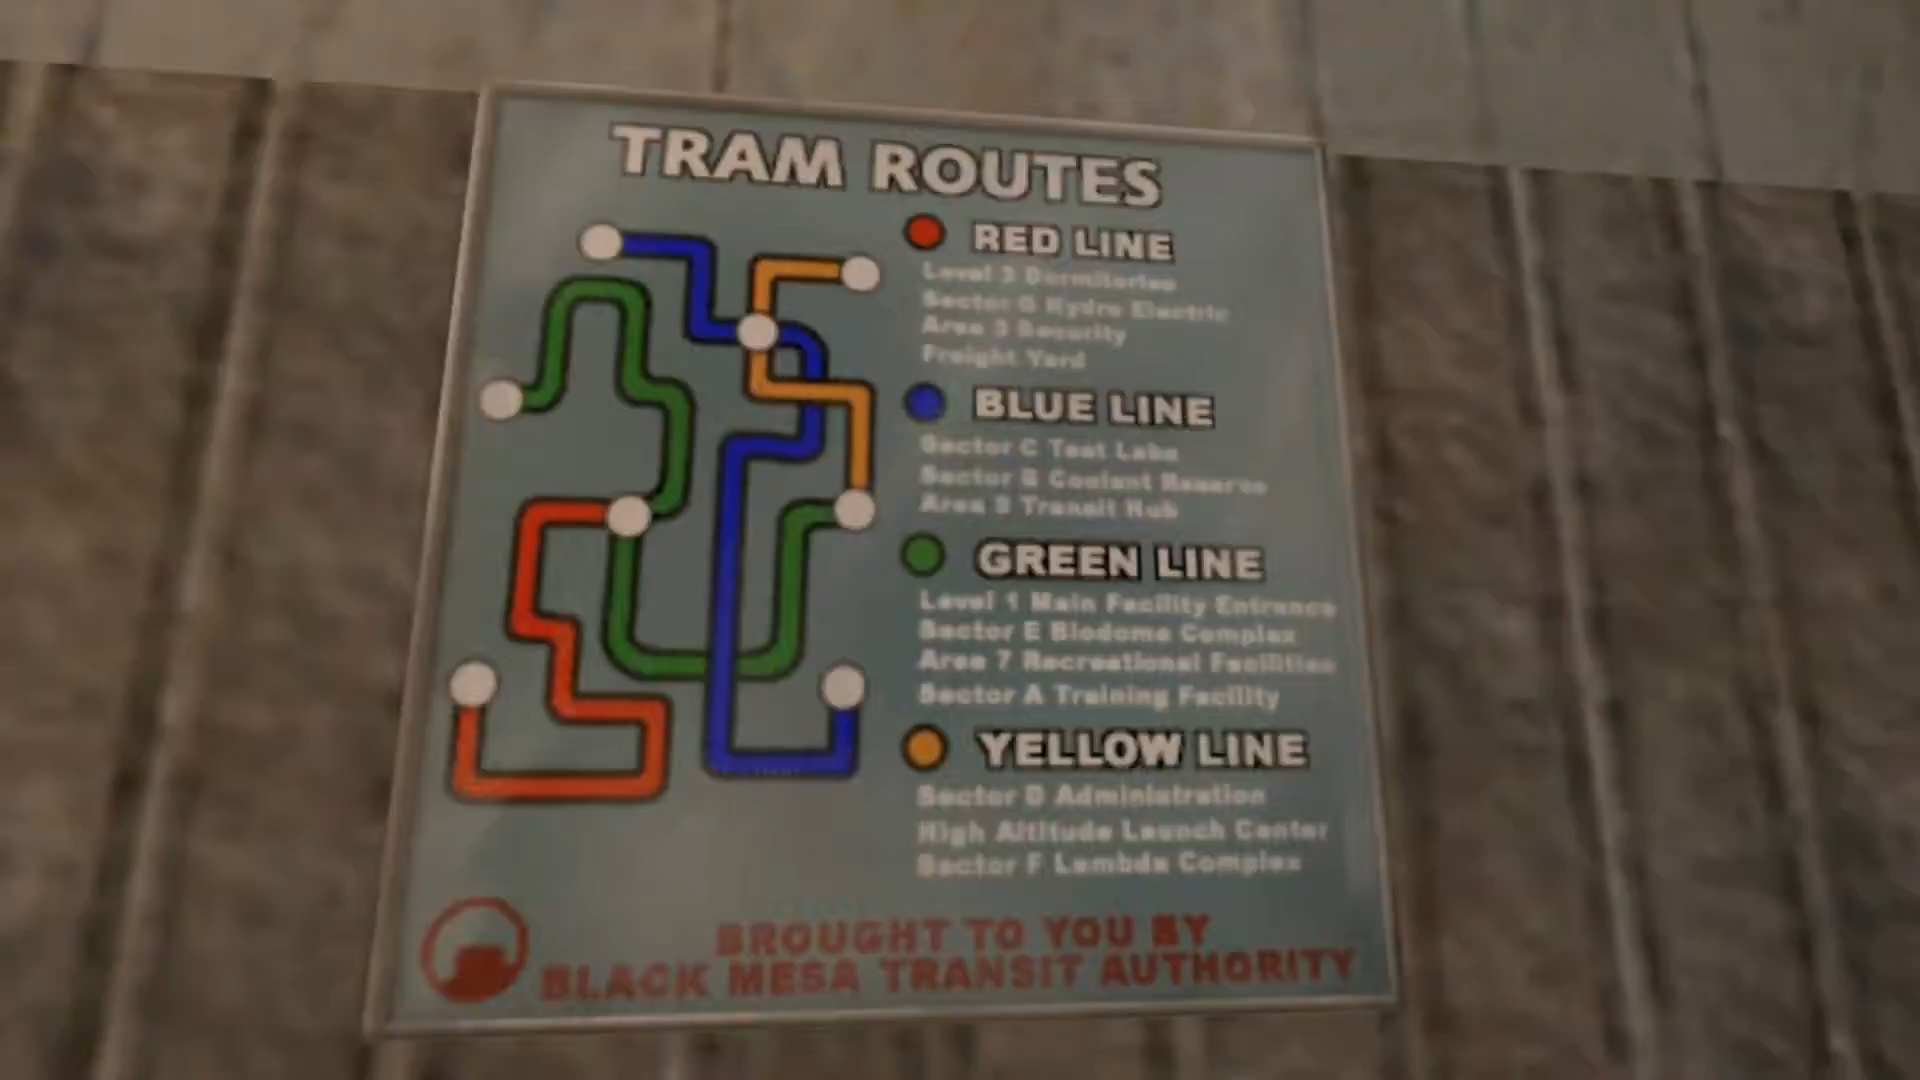 TRAM ROUTES
RED LINE
Level 3 Dormitories
Sector G Hydro Electric
Area 3 Security
Freight Yard
BLUE LINE
Sector C Test Labs
Sector Coolant Reserve
Area Transit Hub
GREEN LINE
Level 1 Main Facility Entrance
Sector E Biodome Complex
Area 7 Recreational Facilities
Sector A Training Facility
YELLOW LINE
Sector D Administration
High Altitude Launch Center
Sector F Lambda Complex
BROUGHT TO YOU BY
BLACK MESA TRANSIT AUTHORITY